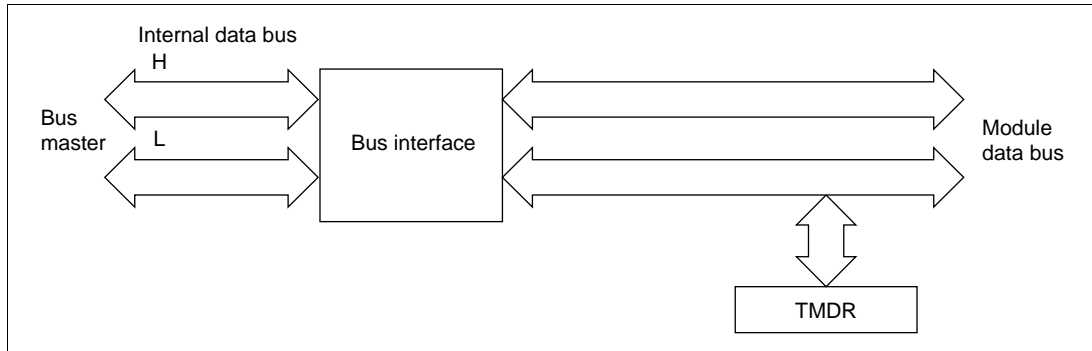 Internal data bus
H
Bus
master
L
Bus interface
Module
data bus
TMDR